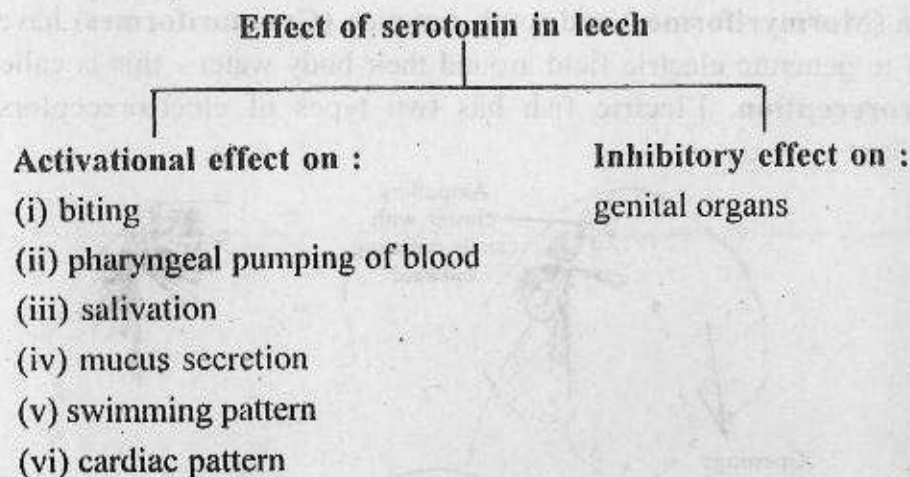 Effect of serotonin in leech
Activational effect on :
(i) biting
(ii) pharyngeal pumping of blood
(iii) salivation
(iv) mucus secretion
(v) swimming pattern
(vi) cardiac pattern
Inhibitory effect on :
genital organs